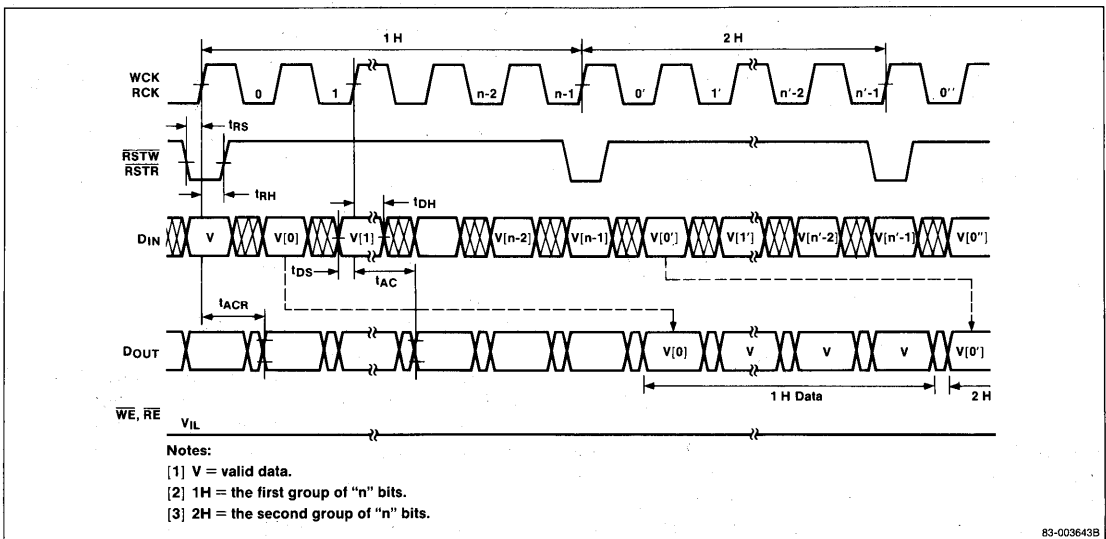 1 H 2 H
WCK
RCK
0 1 n-2 n-1 0' 1' n'-2 n'-1 0''
tRS
RSTW
RSTR
tRH
tDH
DIN
V V[0] V[1] V[n-2] V[n-1] V[0'] V[1'] V[n'-2] V[n'-1] V[0'']
tDS
tAC
tACR
DOUT
V[0] V V V V[0']
1 H Data 2 H
WE, RE
VIL
Notes:
[1] V = valid data.
[2] 1H = the first group of "n" bits.
[3] 2H = the second group of "n" bits.
83-003643B